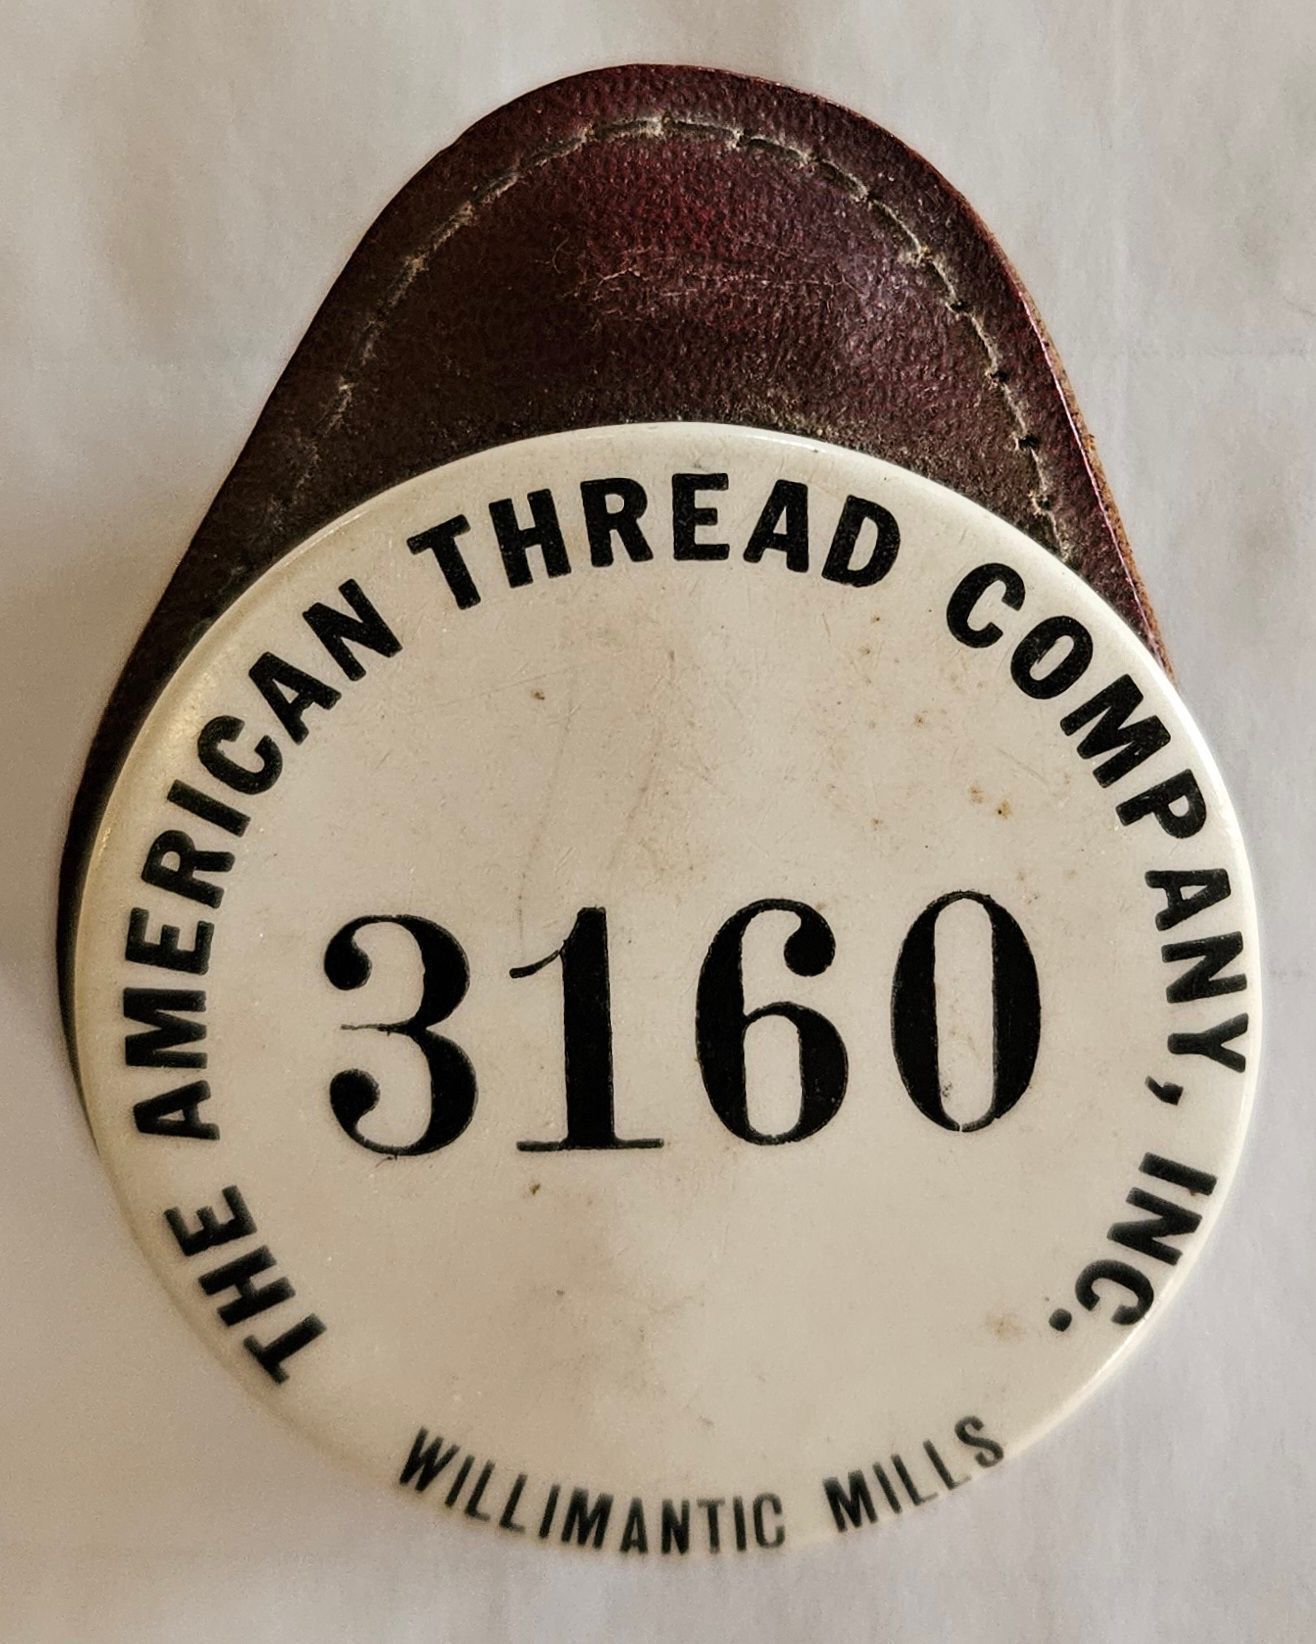 THE AMERICAN THREAD COMPANY, INC.
3160
WILLIMANTIC MILLS